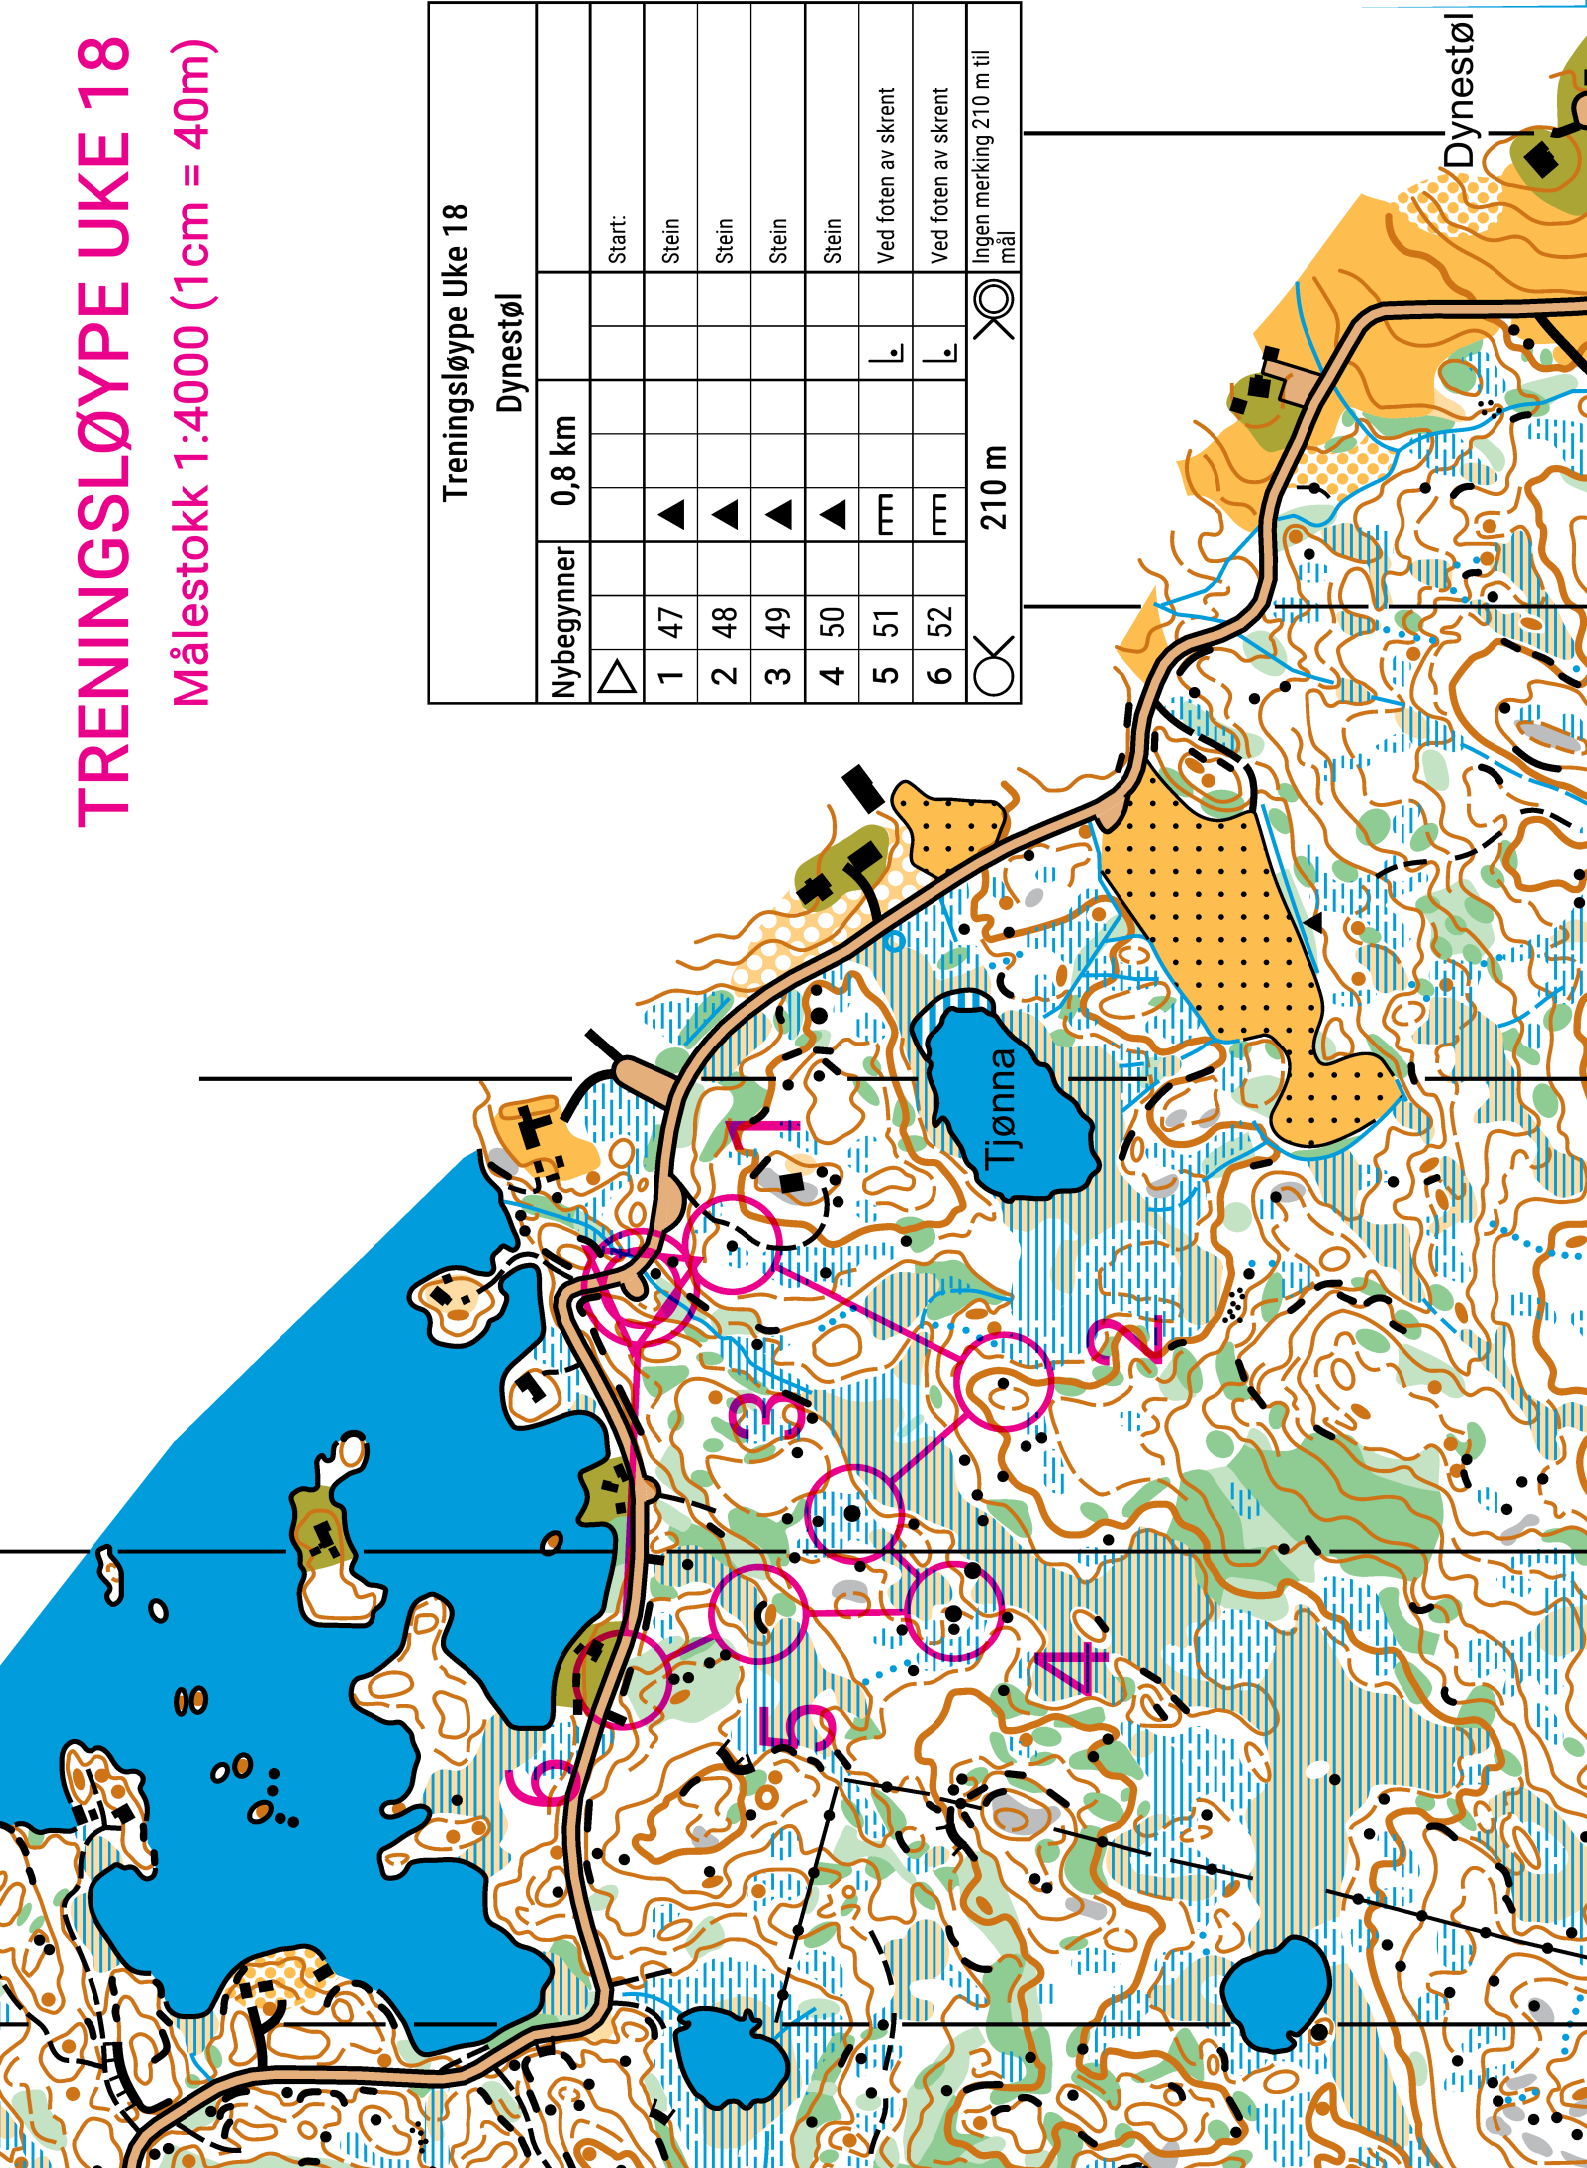 TRENINGSLØYPE UKE 18
Målestokk 1:4000 (1cm = 40m)
Treningsløype Uke 18
Dynestøl
Nybegynner 0,8 km
Start:
1 47 Stein
2 48 Stein
3 49 Stein
4 50 Stein
5 51 Ved foten av skrent
6 52 Ved foten av skrent
210 m Ingen merking 210 m til
mål
Dynestøl
Tjønna
1
2
3
4
5
6